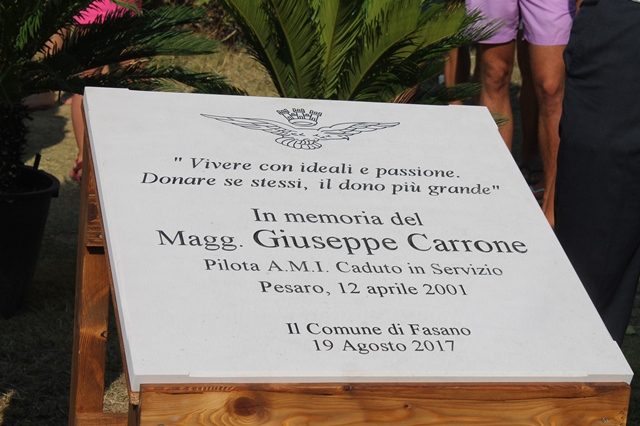 " Vivere con ideali e passione.
Donare se stessi, il dono più grande"
In memoria del
Magg. Giuseppe Carrone
Pilota A.M.I. Caduto in Servizio
Pesaro, 12 aprile 2001
Il Comune di Fasano
19 Agosto 2017